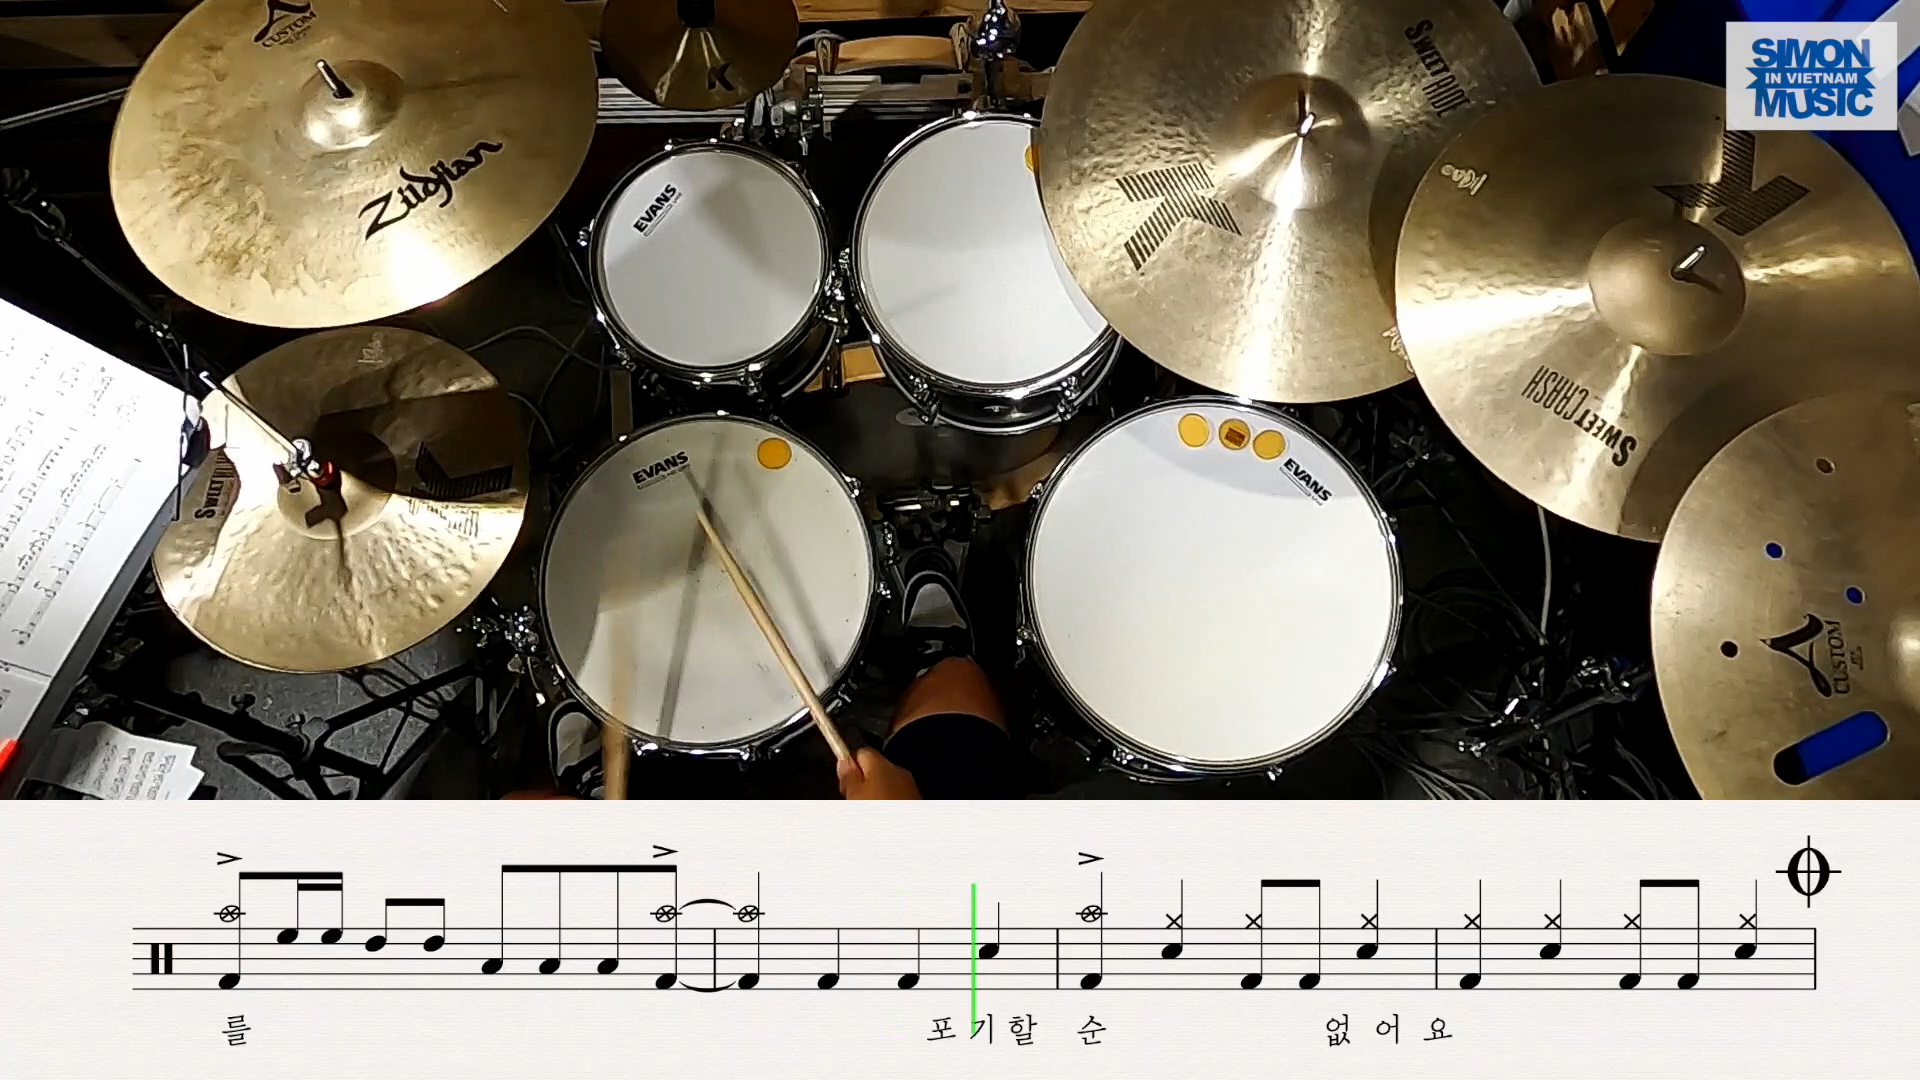 CUSTOM
Zildjian
K
SWEET RIDE
K
SIMON
IN VIETNAM
MUSIC
EVANS
K
SWEET CRASH
EVANS
EVANS
K
SWEET
A
CUSTOM
를 포 기 할 순 없 어 요